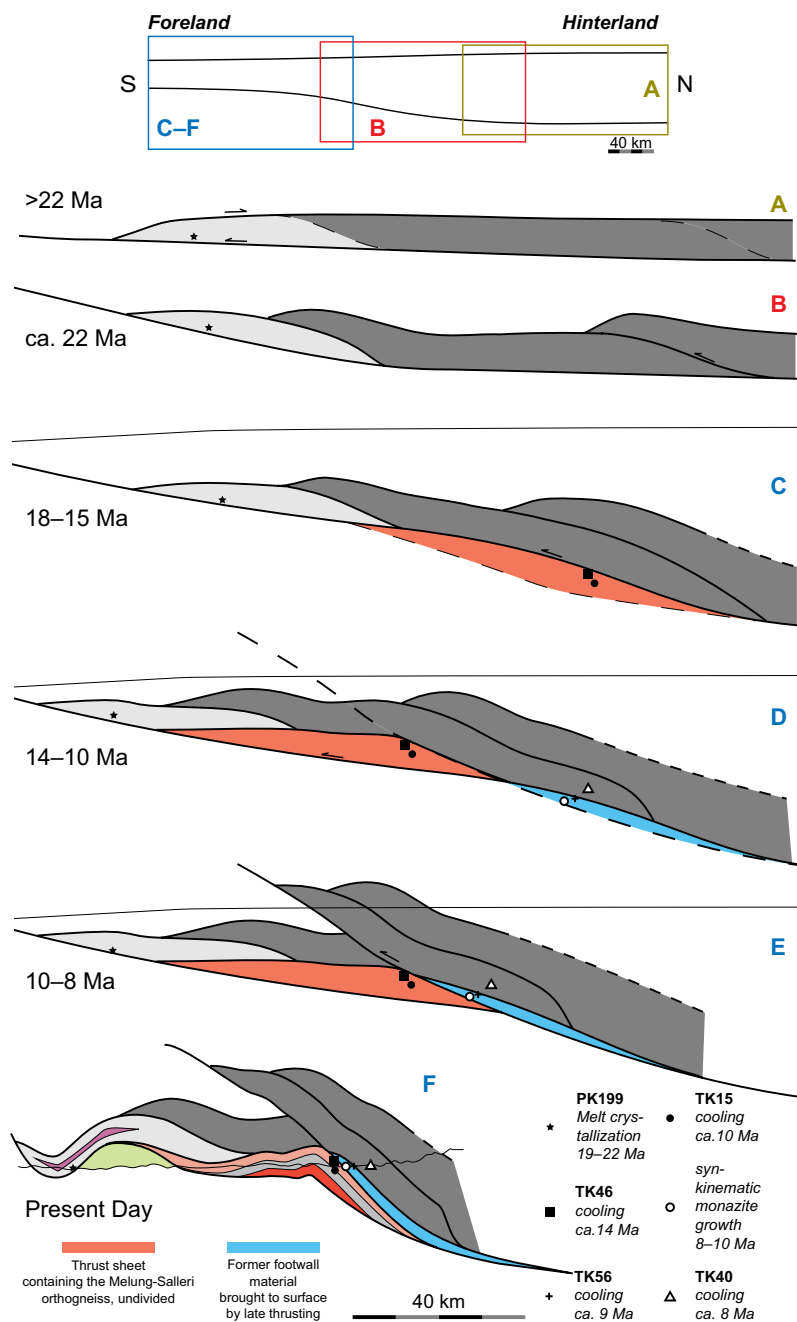 Foreland
Hinterland
S
N
C–F
B
A
40 km
>22 Ma
A
B
ca. 22 Ma
C
18–15 Ma
D
14–10 Ma
E
10–8 Ma
F
Present Day
PK199
Melt crys-
tallization
19–22 Ma
TK15
cooling
ca.10 Ma
TK46
cooling
ca.14 Ma
syn-
kinematic
monazite
growth
8–10 Ma
TK56
cooling
ca. 9 Ma
TK40
cooling
ca. 8 Ma
Thrust sheet
containing the Melung-Salleri
orthogneiss, undivided
Former footwall
material
brought to surface
by late thrusting
40 km